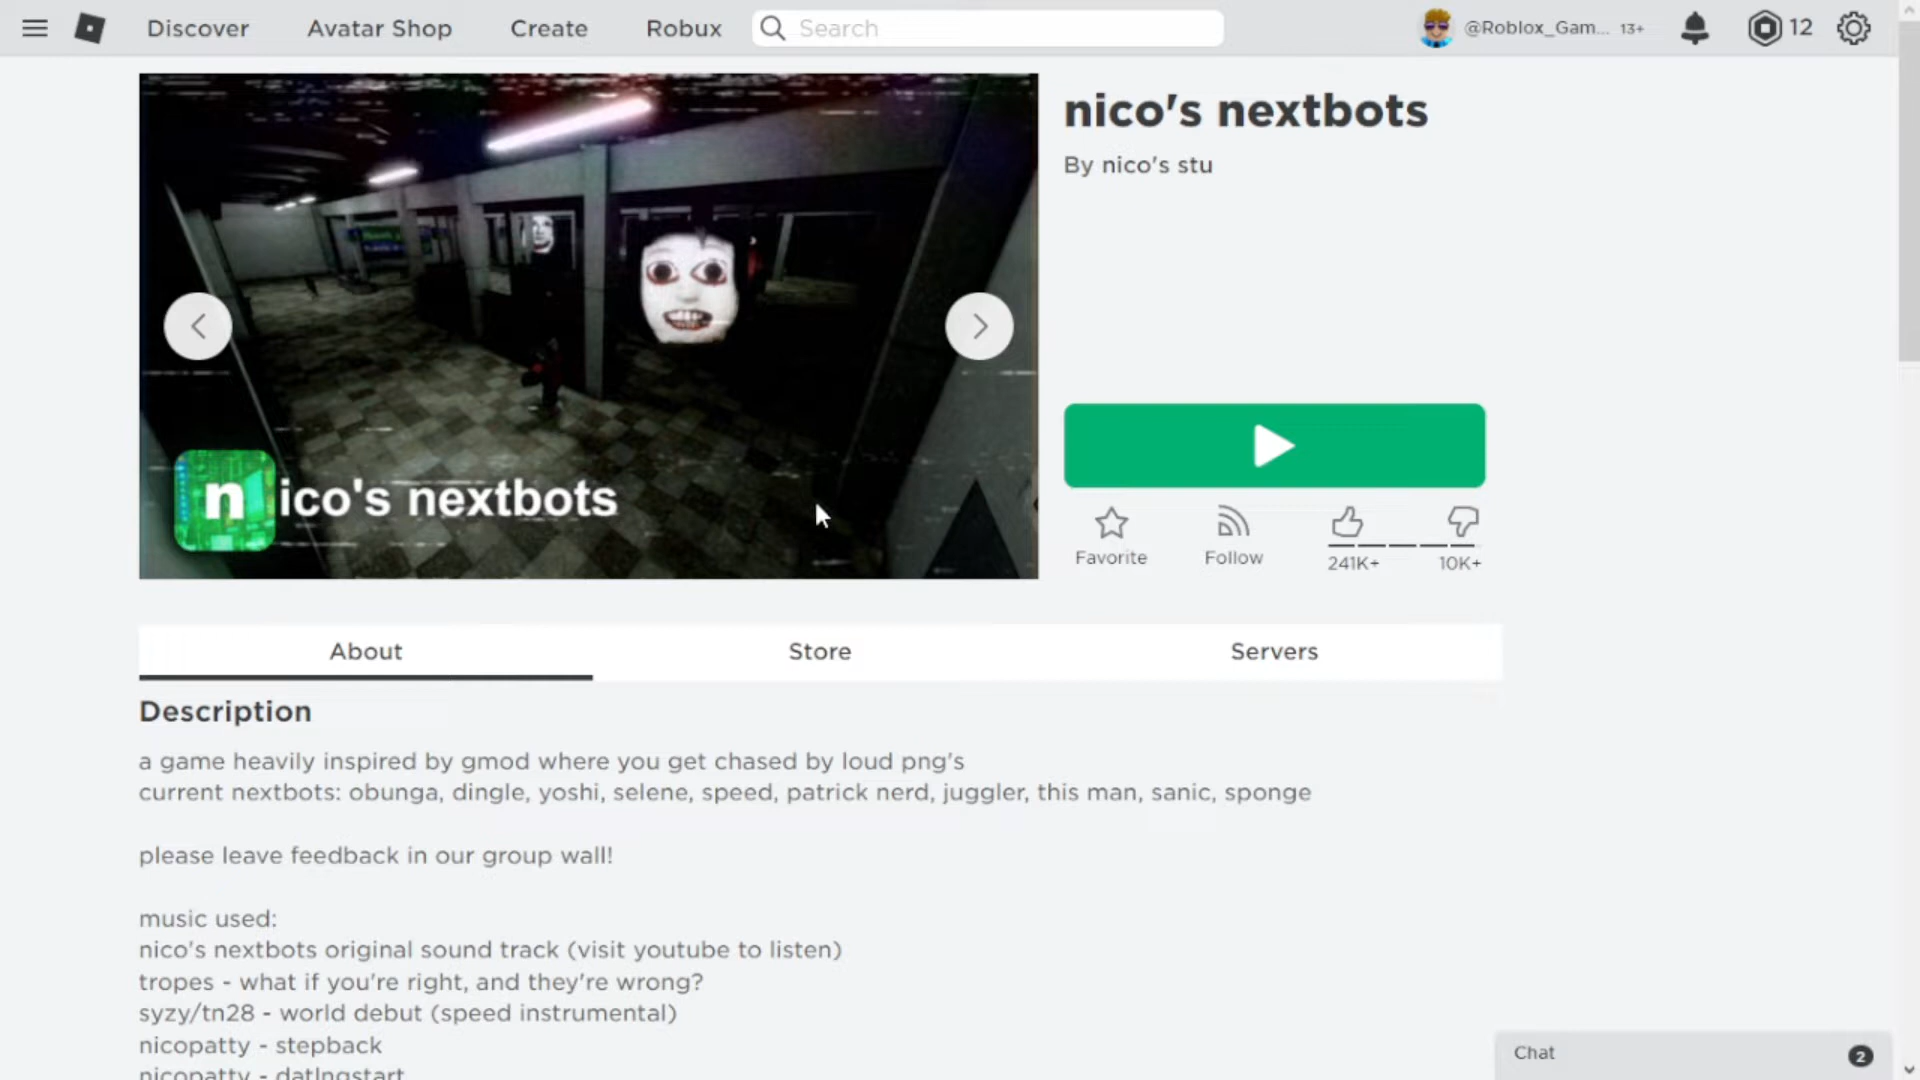 Discover
Avatar Shop
Create
Robux
Search
@Roblox_Gam... 13+
12
nico's nextbots
By nico's stu
nico's nextbots
Favorite
Follow
241K+
10K+
About
Store
Servers
Description
a game heavily inspired by gmod where you get chased by loud png's
current nextbots: obunga, dingle, yoshi, selene, speed, patrick nerd, juggler, this man, sanic, sponge
please leave feedback in our group wall!
music used:
nico's nextbots original sound track (visit youtube to listen)
tropes - what if you're right, and they're wrong?
syzy/tn28 - world debut (speed instrumental)
nicopatty - stepback
nicopatty - datlngstart
Chat
2